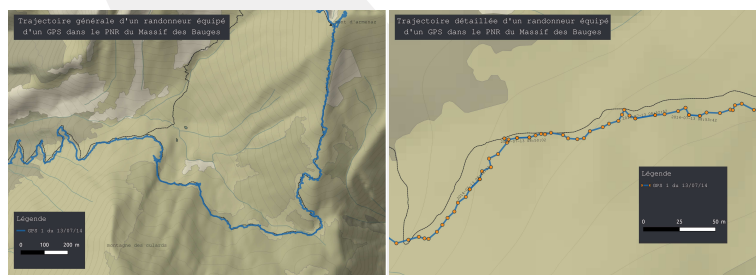 Trajectoire générale d'un randonneur équipé
d'un GPS dans le PNR du Massif des Bauges
Légende
GPS 1 du 13/07/14
0 100 200 m
Trajectoire détaillée d'un randonneur équipé
d'un GPS dans le PNR du Massif des Bauges
Légende
GPS 1 du 13/07/14
0 25 50 m